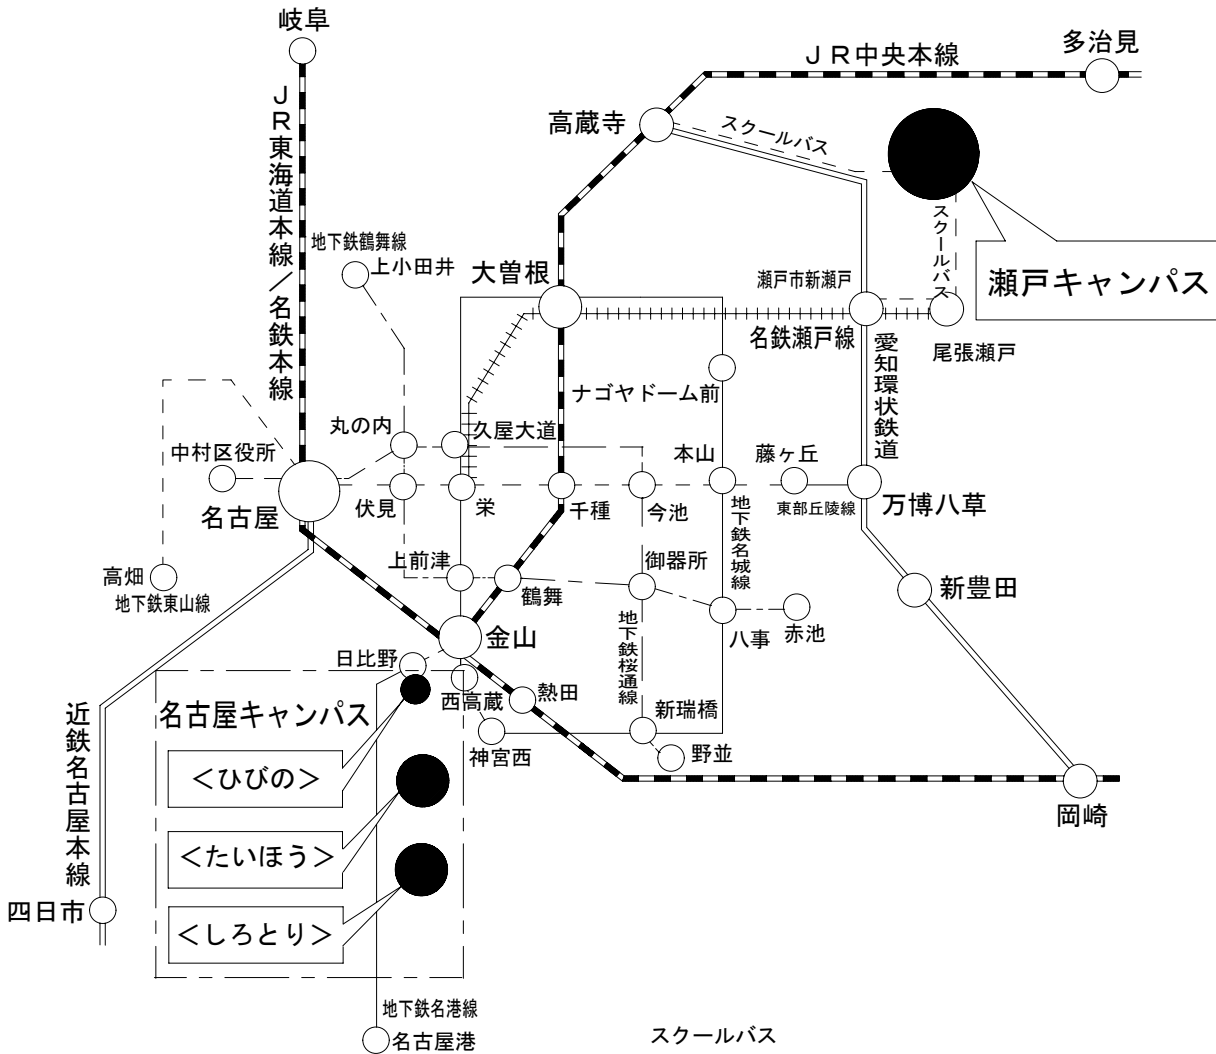 岐阜
JR東海道本線/名鉄本線
JR中央本線
多治見
高蔵寺
スクールバス
スクールバス
瀬戸キャンパス
地下鉄鶴舞線
上小田井
大曽根
瀬戸市新瀬戸
名鉄瀬戸線
尾張瀬戸
愛知環状鉄道
ナゴヤドーム前
丸の内
久屋大道
中村区役所
本山
藤ヶ丘
名古屋
伏見
栄
千種
今池
東部丘陵線
万博八草
地下鉄名城線
高畑
地下鉄東山線
上前津
鶴舞
御器所
新豊田
金山
八事
赤池
地下鉄桜通線
日比野
西高蔵
熱田
名古屋キャンパス
神宮西
新瑞橋
野並
近鉄名古屋本線
<ひびの>
<たいほう>
<しろとり>
岡崎
四日市
地下鉄名港線
名古屋港
スクールバス